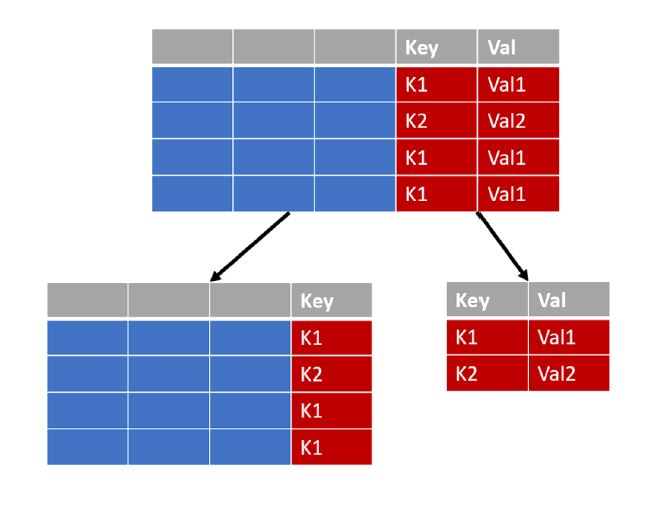 Key Val
K1 Val1
K2 Val2
K1 Val1
K1 Val1
Key
K1
K2
K1
K1
Key Val
K1 Val1
K2 Val2